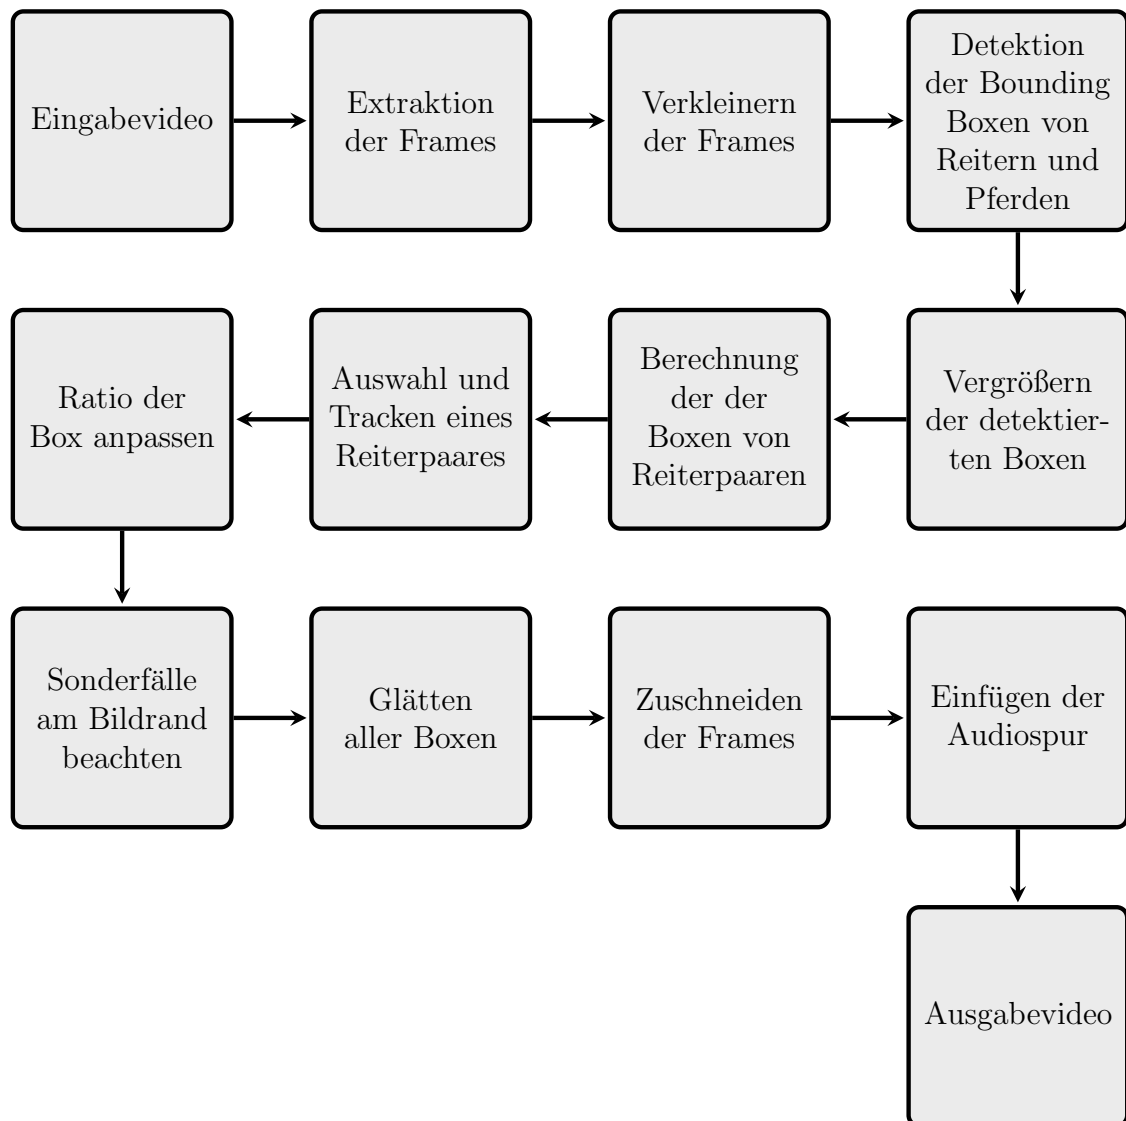 Eingabevideo
Extraktion
der Frames
Verkleinern
der Frames
Detektion
der Bounding
Boxen von
Reitern und
Pferden
Vergrößern
der detektier-
ten Boxen
Berechnung
der der
Boxen von
Reiterpaaren
Auswahl und
Tracken eines
Reiterpaares
Ratio der
Box anpassen
Sonderfälle
am Bildrand
beachten
Glätten
aller Boxen
Zuschneiden
der Frames
Einfügen der
Audiospur
Ausgabevideo